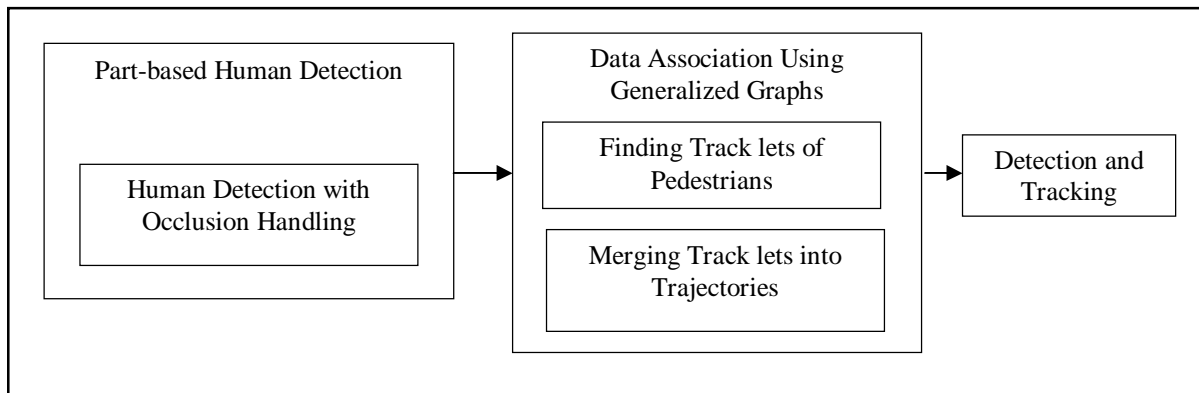 Part-based Human Detection
Human Detection with
Occlusion Handling
Data Association Using
Generalized Graphs
Finding Track lets of
Pedestrians
Merging Track lets into
Trajectories
Detection and
Tracking